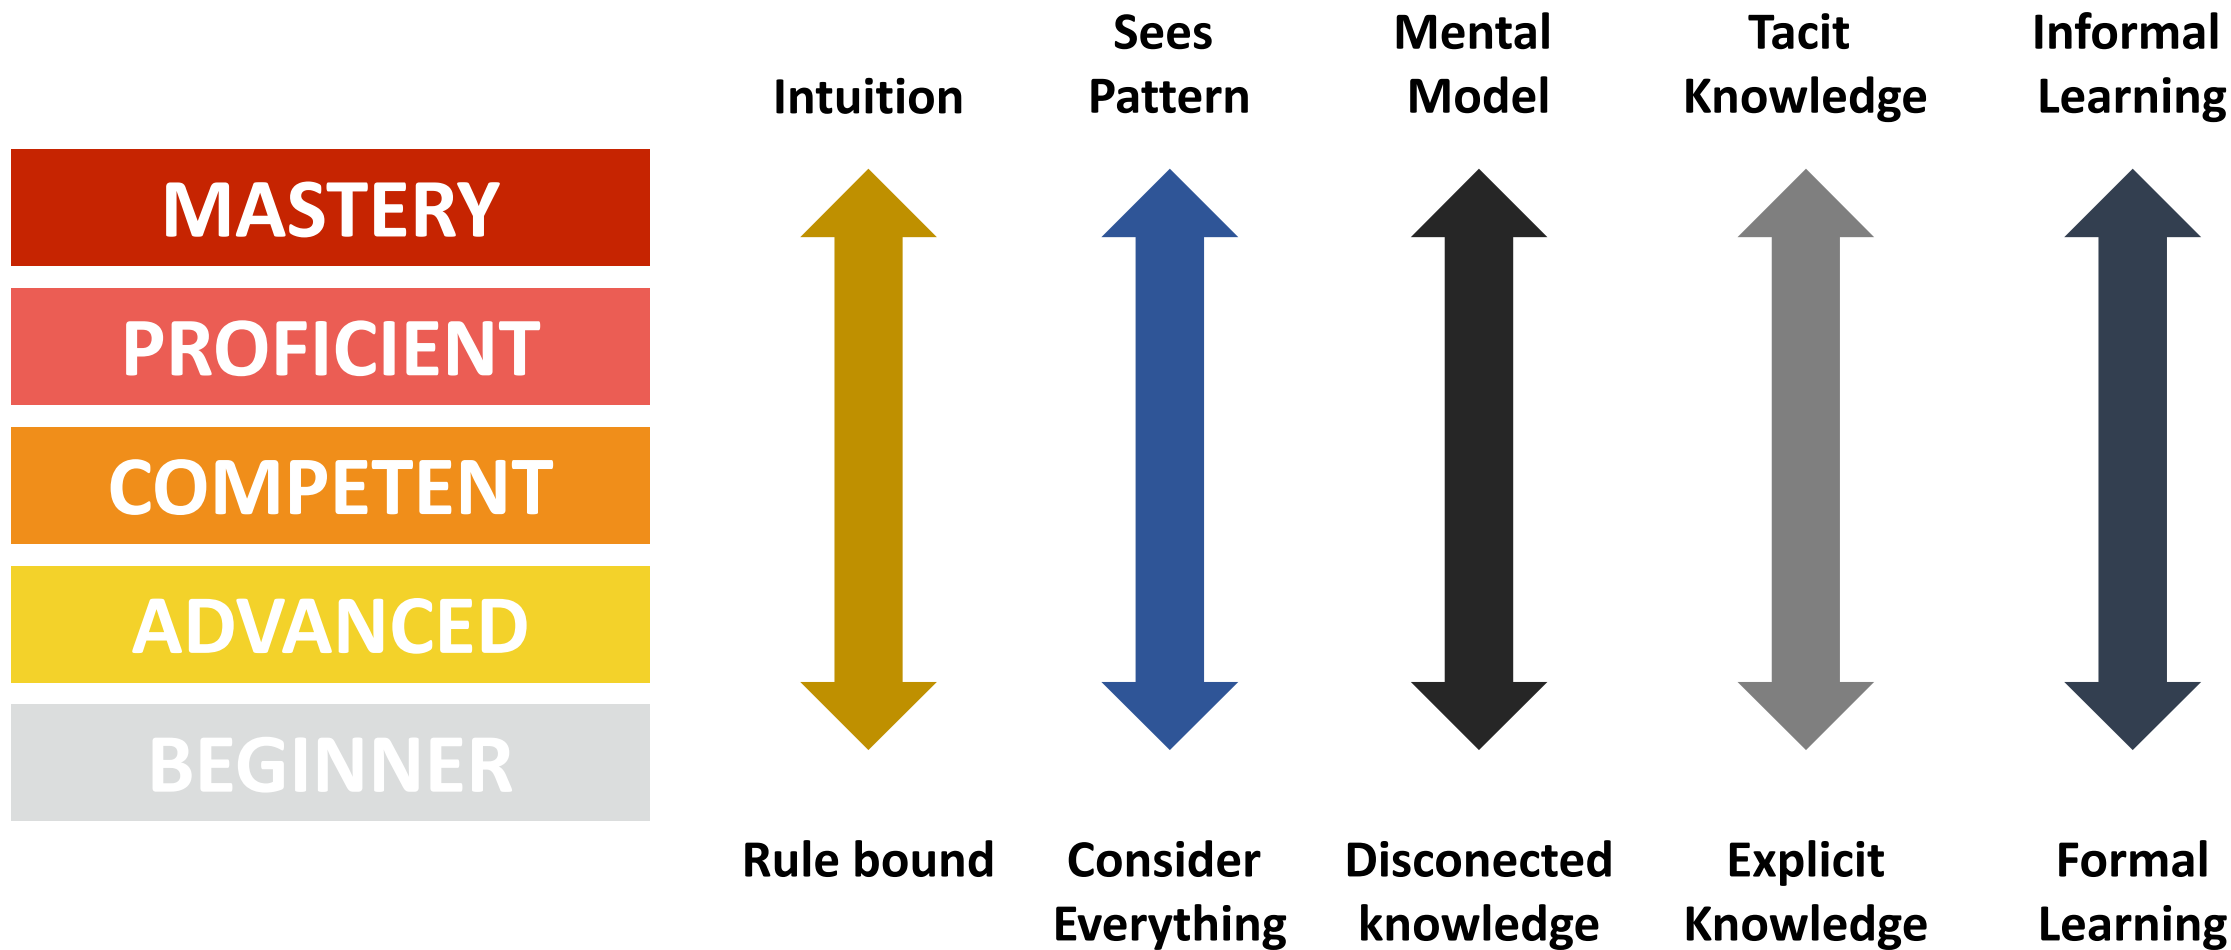 Intuition
Sees
Pattern
Mental
Model
Tacit
Knowledge
Informal
Learning
MASTERY
PROFICIENT
COMPETENT
ADVANCED
BEGINNER
Rule bound
Consider
Everything
Disconected
knowledge
Explicit
Knowledge
Formal
Learning